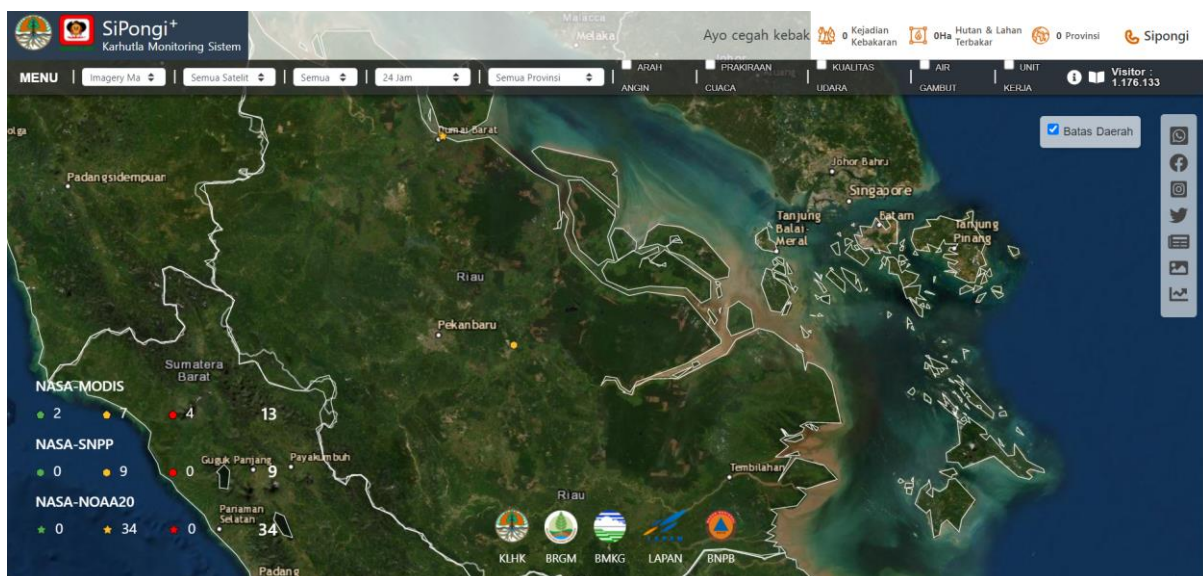 SiPongi+
Karhutla Monitoring Sistem
Malacca
Melaka
Ayo cegah kebak
0 Kejadian Kebakaran
0Ha Hutan & Lahan Terbakar
0 Provinsi
Sipongi
MENU
Imagery Ma
Semua Satelit
Semua
24 Jam
Semua Provinsi
ARAH ANGIN
PRAKIRAAN CUACA
KUALITAS UDARA
AIR GAMBUT
UNIT KERJA
Visitor :
1.176.133
Batas Daerah
Dumai Barat
Padangsidempuan
Johor Bahru
Singapore
Tanjung
Balai
Meral
Batam
Tanjung
Pinang
Riau
Pekanbaru
Sumatera
Barat
NASA-MODIS
2 7 4 13
NASA-SNPP
0 9 0 9
Guguk Panjang
Payakumbuh
Tembilahan
NASA-NOAA20
0 34 0 34
Pariaman
Selatan
Riau
Padang
KLHK BRGM BMKG LAPAN BNPB